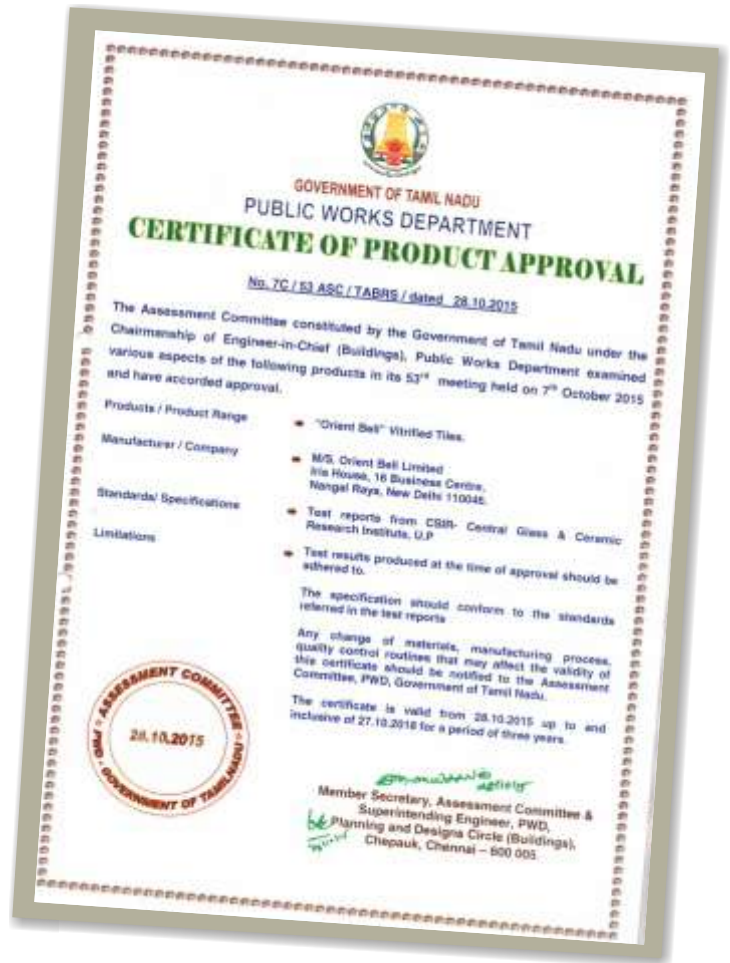 GOVERNMENT OF TAMIL NADU
PUBLIC WORKS DEPARTMENT
CERTIFICATE OF PRODUCT APPROVAL
No. 7C / 53 ASC / TABRS / dated 28.10.2015
The Assessment Committee constituted by the Government of Tamil Nadu under the
Chairmanship of Engineer-in-Chief (Buildings), Public Works Department examined
various aspects of the following products in its 53rd meeting held on 7th October 2015
and have accorded approval.
Products / Product Range
"Orient Bell" Vitrified Tiles.
Manufacturer / Company
M/S. Orient Bell Limited
Iris House, 16 Business Centre,
Nangal Raya, New Delhi 110046.
Standards/ Specifications
Test reports from CSIR- Central Glass & Ceramic
Research Institute, U.P
Limitations
Test results produced at the time of approval should be
adhered to.
The specification should conform to the standards
referred in the test reports
Any change of materials, manufacturing process,
quality control routines that may affect the validity of
this certificate should be notified to the Assessment
Committee, PWD, Government of Tamil Nadu.
The certificate is valid from 28.10.2015 up to and
inclusive of 27.10.2018 for a period of three years.
ASSESSMENT COMMITTEE
28.10.2015
PWD - GOVERNMENT OF TAMILNADU
Member Secretary, Assessment Committee &
Superintending Engineer, PWD,
Planning and Designs Circle (Buildings),
Chepauk, Chennai – 600 005